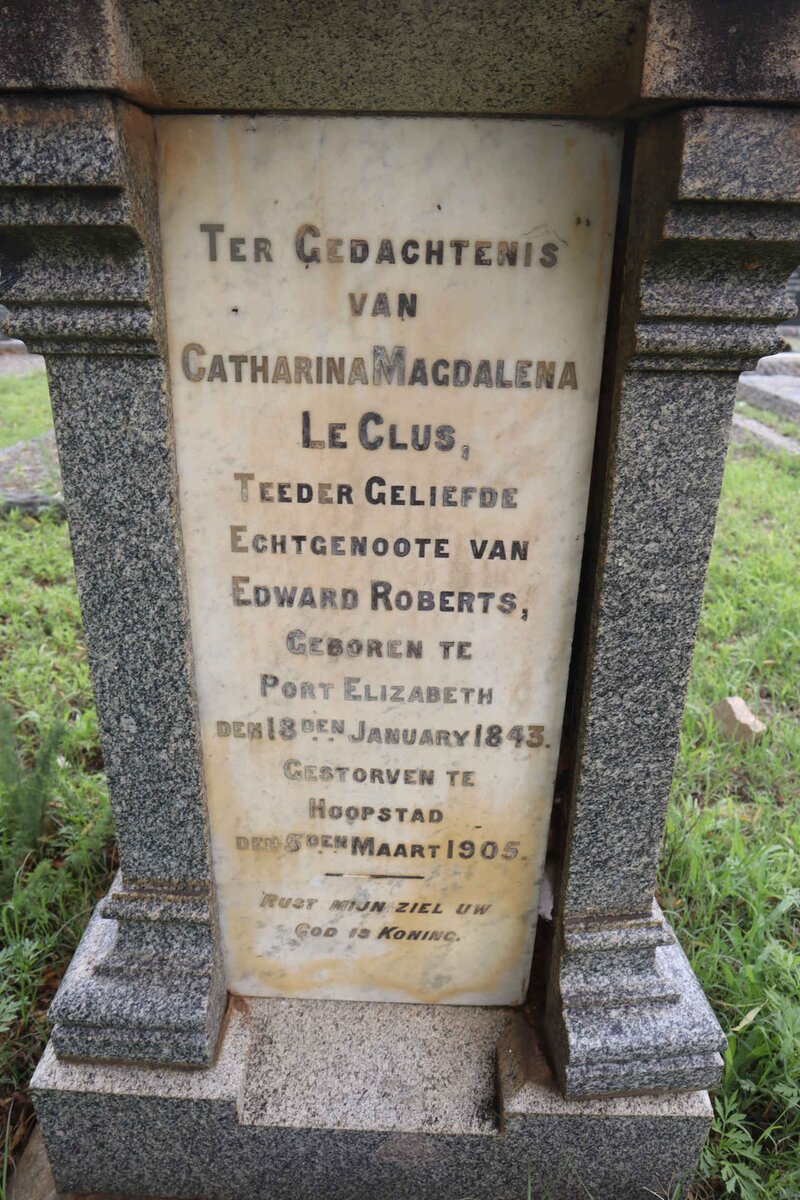 TER GEDACHTENIS
VAN
CATHARINA MAGDALENA
LE CLUS,
TEEDER GELIEFDE
ECHTGENOOTE VAN
EDWARD ROBERTS,
GEBOREN TE
PORT ELIZABETH
DEN 18DEN JANUARY 1843.
GESTORVEN TE
HOOPSTAD
DEN 5DEN MAART 1905.
RUST MIJN ZIEL UW
GOD IS KONING.